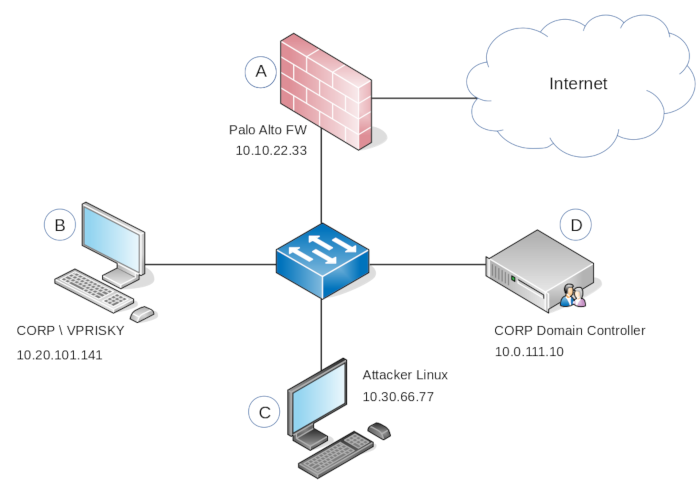 A
Internet
Palo Alto FW
10.10.22.33
B
D
CORP \ VPRISKY
10.20.101.141
CORP Domain Controller
10.0.111.10
Attacker Linux
10.30.66.77
C